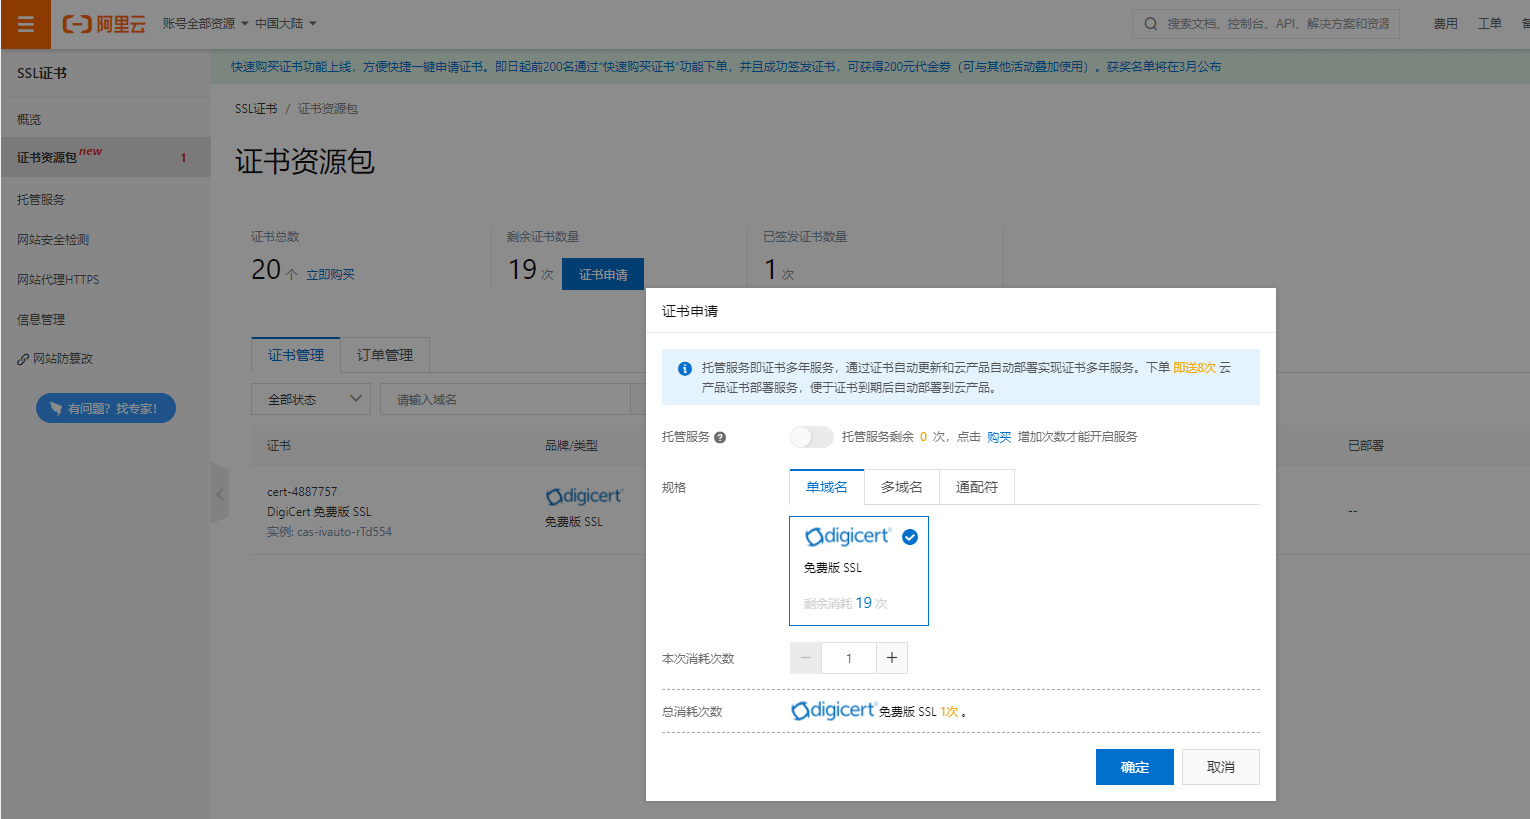 阿里云
账号全部资源
中国大陆
搜索文档、控制台、API、解决方案和资源
费用
工单
SSL证书
快速购买证书功能上线，方便快捷一键申请证书。即日起前200名通过“快速购买证书”功能下单，并且成功签发证书，可获得200元代金券（可与其他活动叠加使用）。获奖名单将在3月公布
概览
证书资源包 new 1
托管服务
网站安全检测
网站代理HTTPS
信息管理
网站防篡改
有问题？找专家!
SSL证书 / 证书资源包
证书资源包
证书总数
20 个 立即购买
剩余证书数量
19 次 证书申请
已签发证书数量
1 次
证书管理
订单管理
全部状态
请输入域名
证书
品牌/类型
已部署
cert-4887757
DigiCert 免费版 SSL
实例: cas-ivauto-rTd554
digicert
免费版 SSL
--
证书申请
托管服务即证书多年服务，通过证书自动更新和云产品自动部署实现证书多年服务。下单 即送8次 云
产品证书部署服务，便于证书到期后自动部署到云产品。
托管服务 ?
托管服务剩余 0 次，点击 购买 增加次数才能开启服务
规格
单域名
多域名
通配符
digicert
免费版 SSL
剩余消耗 19 次
本次消耗次数
1
总消耗次数
digicert 免费版 SSL 1次 。
确定
取消